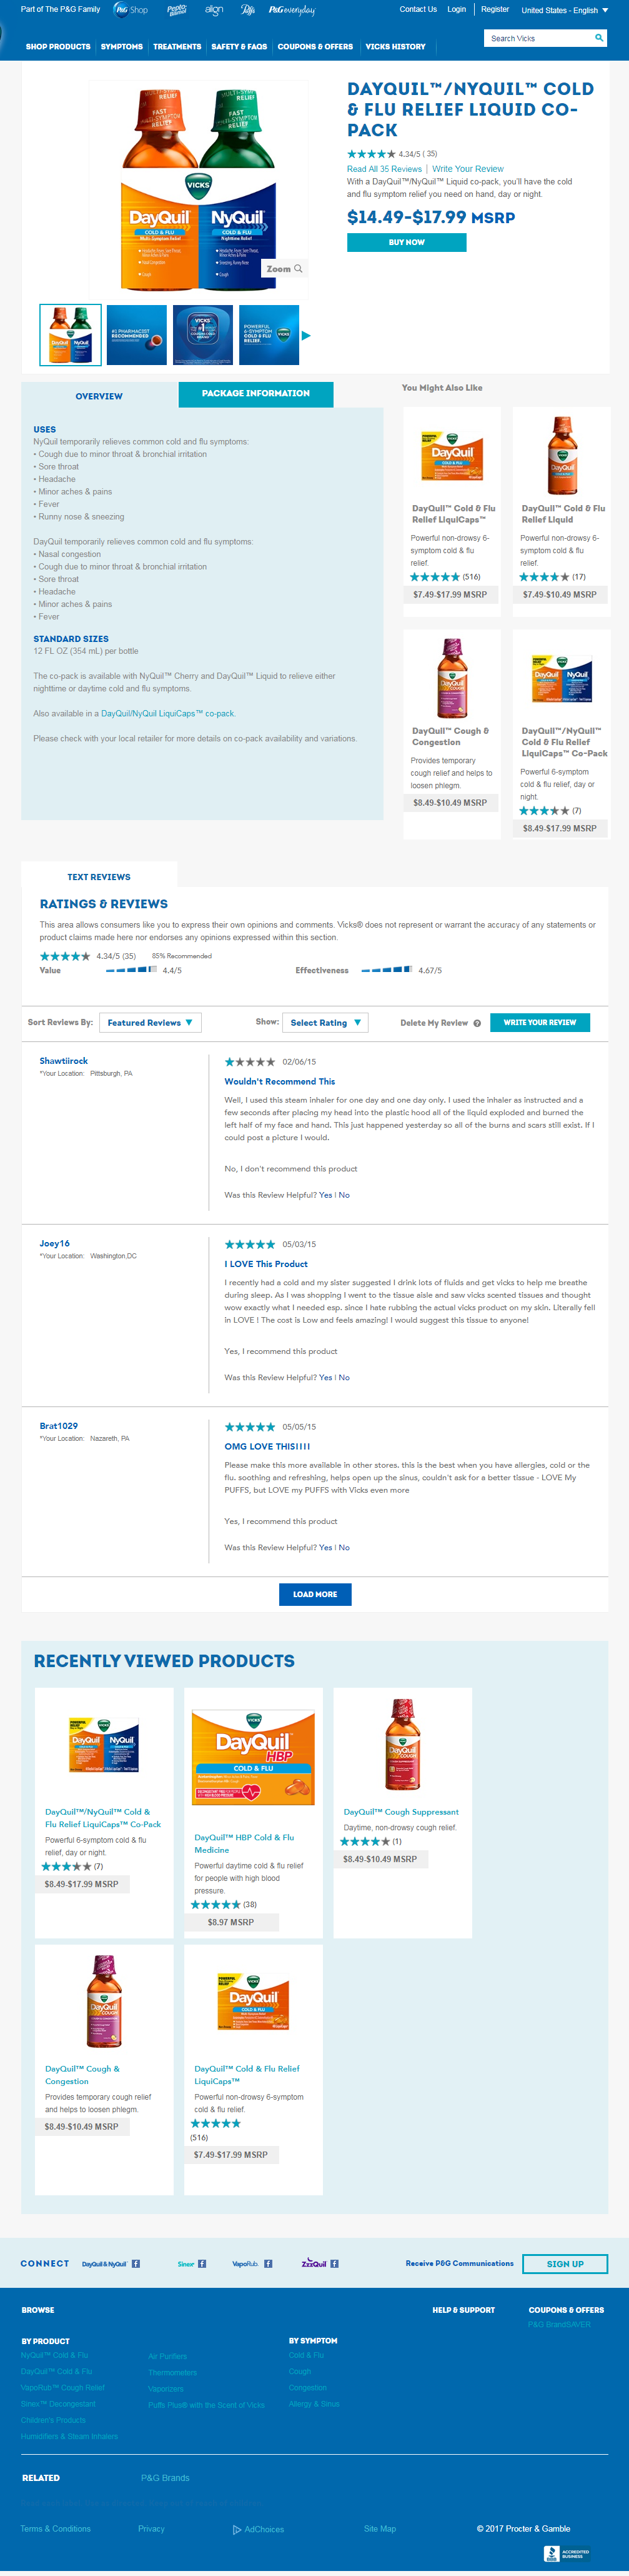 Part of The P&G Family P&G Shop Pepto Bismol align Puffs P&G everyday Contact Us Login Register United States - English
SHOP PRODUCTS SYMPTOMS TREATMENTS SAFETY & FAQS COUPONS & OFFERS VICKS HISTORY Search Vicks
DAYQUIL™/NYQUIL™ COLD
& FLU RELIEF LIQUID CO-
PACK
4.34/5 ( 35)
Read All 35 Reviews | Write Your Review
With a DayQuil™/NyQuil™ Liquid co-pack, you'll have the cold
and flu symptom relief you need on hand, day or night.
$14.49-$17.99 MSRP
BUY NOW
VICKS
DayQuil NyQuil
COLD & FLU COLD & FLU
Zoom
#1 PHARMACIST
RECOMMENDED
POWERFUL
OVERVIEW PACKAGE INFORMATION
USES
NyQuil temporarily relieves common cold and flu symptoms:
• Cough due to minor throat & bronchial irritation
• Sore throat
• Headache
• Minor aches & pains
• Fever
• Runny nose & sneezing
DayQuil temporarily relieves common cold and flu symptoms:
• Nasal congestion
• Cough due to minor throat & bronchial irritation
• Sore throat
• Headache
• Minor aches & pains
• Fever
STANDARD SIZES
12 FL OZ (354 mL) per bottle
The co-pack is available with NyQuil™ Cherry and DayQuil™ Liquid to relieve either
nighttime or daytime cold and flu symptoms.
Also available in a DayQuil/NyQuil LiquiCaps™ co-pack.
Please check with your local retailer for more details on co-pack availability and variations.
You Might Also Like
DayQuil™ Cold & Flu
Relief LiquiCaps™
Powerful non-drowsy 6-
symptom cold & flu
relief.
(516)
$7.49-$17.99 MSRP
DayQuil™ Cold & Flu
Relief Liquid
Powerful non-drowsy 6-
symptom cold & flu
relief.
(17)
$7.49-$10.49 MSRP
DayQuil™ Cough &
Congestion
Provides temporary
cough relief and helps to
loosen phlegm.
$8.49-$10.49 MSRP
DayQuil™/NyQuil™
Cold & Flu Relief
LiquiCaps™ Co-Pack
Powerful 6-symptom
cold & flu relief, day or
night.
(7)
$8.49-$17.99 MSRP
TEXT REVIEWS
RATINGS & REVIEWS
This area allows consumers like you to express their own opinions and comments. Vicks® does not represent or warrant the accuracy of any statements or
product claims made here nor endorses any opinions expressed within this section.
4.34/5 (35) 85% Recommended
Value 4.4/5 Effectiveness 4.67/5
Sort Reviews By: Featured Reviews Show: Select Rating Delete My Review WRITE YOUR REVIEW
Shawtiirock
*Your Location: Pittsburgh, PA
02/06/15
Wouldn't Recommend This
Well, I used this steam inhaler for one day and one day only. I used the inhaler as instructed and a
few seconds after placing my head into the plastic hood all of the liquid exploded and burned the
left half of my face and hand. This just happened yesterday so all of the burns and scars still exist. If I
could post a picture I would.
No, I don't recommend this product
Was this Review Helpful? Yes | No
Joey16
*Your Location: Washington,DC
05/03/15
I LOVE This Product
I recently had a cold and my sister suggested I drink lots of fluids and get vicks to help me breathe
during sleep. As I was shopping I went to the tissue aisle and saw vicks scented tissues and thought
wow exactly what I needed esp. since I hate rubbing the actual vicks product on my skin. Literally fell
in LOVE ! The cost is Low and feels amazing! I would suggest this tissue to anyone!
Yes, I recommend this product
Was this Review Helpful? Yes | No
Brat1029
*Your Location: Nazareth, PA
05/05/15
OMG LOVE THIS!!!!
Please make this more available in other stores. this is the best when you have allergies, cold or the
flu. soothing and refreshing, helps open up the sinus, couldn't ask for a better tissue - LOVE My
PUFFS, but LOVE my PUFFS with Vicks even more
Yes, I recommend this product
Was this Review Helpful? Yes | No
LOAD MORE
RECENTLY VIEWED PRODUCTS
DayQuil™/NyQuil™ Cold &
Flu Relief LiquiCaps™ Co-Pack
Powerful 6-symptom cold & flu
relief, day or night.
(7)
$8.49-$17.99 MSRP
VICKS
DayQuil
HBP
COLD & FLU
DayQuil™ HBP Cold & Flu
Medicine
Powerful daytime cold & flu relief
for people with high blood
pressure.
(38)
$8.97 MSRP
DayQuil™ Cough Suppressant
Daytime, non-drowsy cough relief.
(1)
$8.49-$10.49 MSRP
DayQuil™ Cough &
Congestion
Provides temporary cough relief
and helps to loosen phlegm.
$8.49-$10.49 MSRP
DayQuil™ Cold & Flu Relief
LiquiCaps™
Powerful non-drowsy 6-symptom
cold & flu relief.
(516)
$7.49-$17.99 MSRP
CONNECT DayQuil & NyQuil Sinex VapoRub ZzzQuil Receive P&G Communications SIGN UP
BROWSE HELP & SUPPORT COUPONS & OFFERS
P&G BrandSAVER
BY PRODUCT BY SYMPTOM
NyQuil™ Cold & Flu Air Purifiers Cold & Flu
DayQuil™ Cold & Flu Thermometers Cough
VapoRub™ Cough Relief Vaporizers Congestion
Sinex™ Decongestant Puffs Plus® with the Scent of Vicks Allergy & Sinus
Children's Products
Humidifiers & Steam Inhalers
RELATED P&G Brands
Terms & Conditions Privacy AdChoices Site Map © 2017 Procter & Gamble
BBB ACCREDITED
BUSINESS